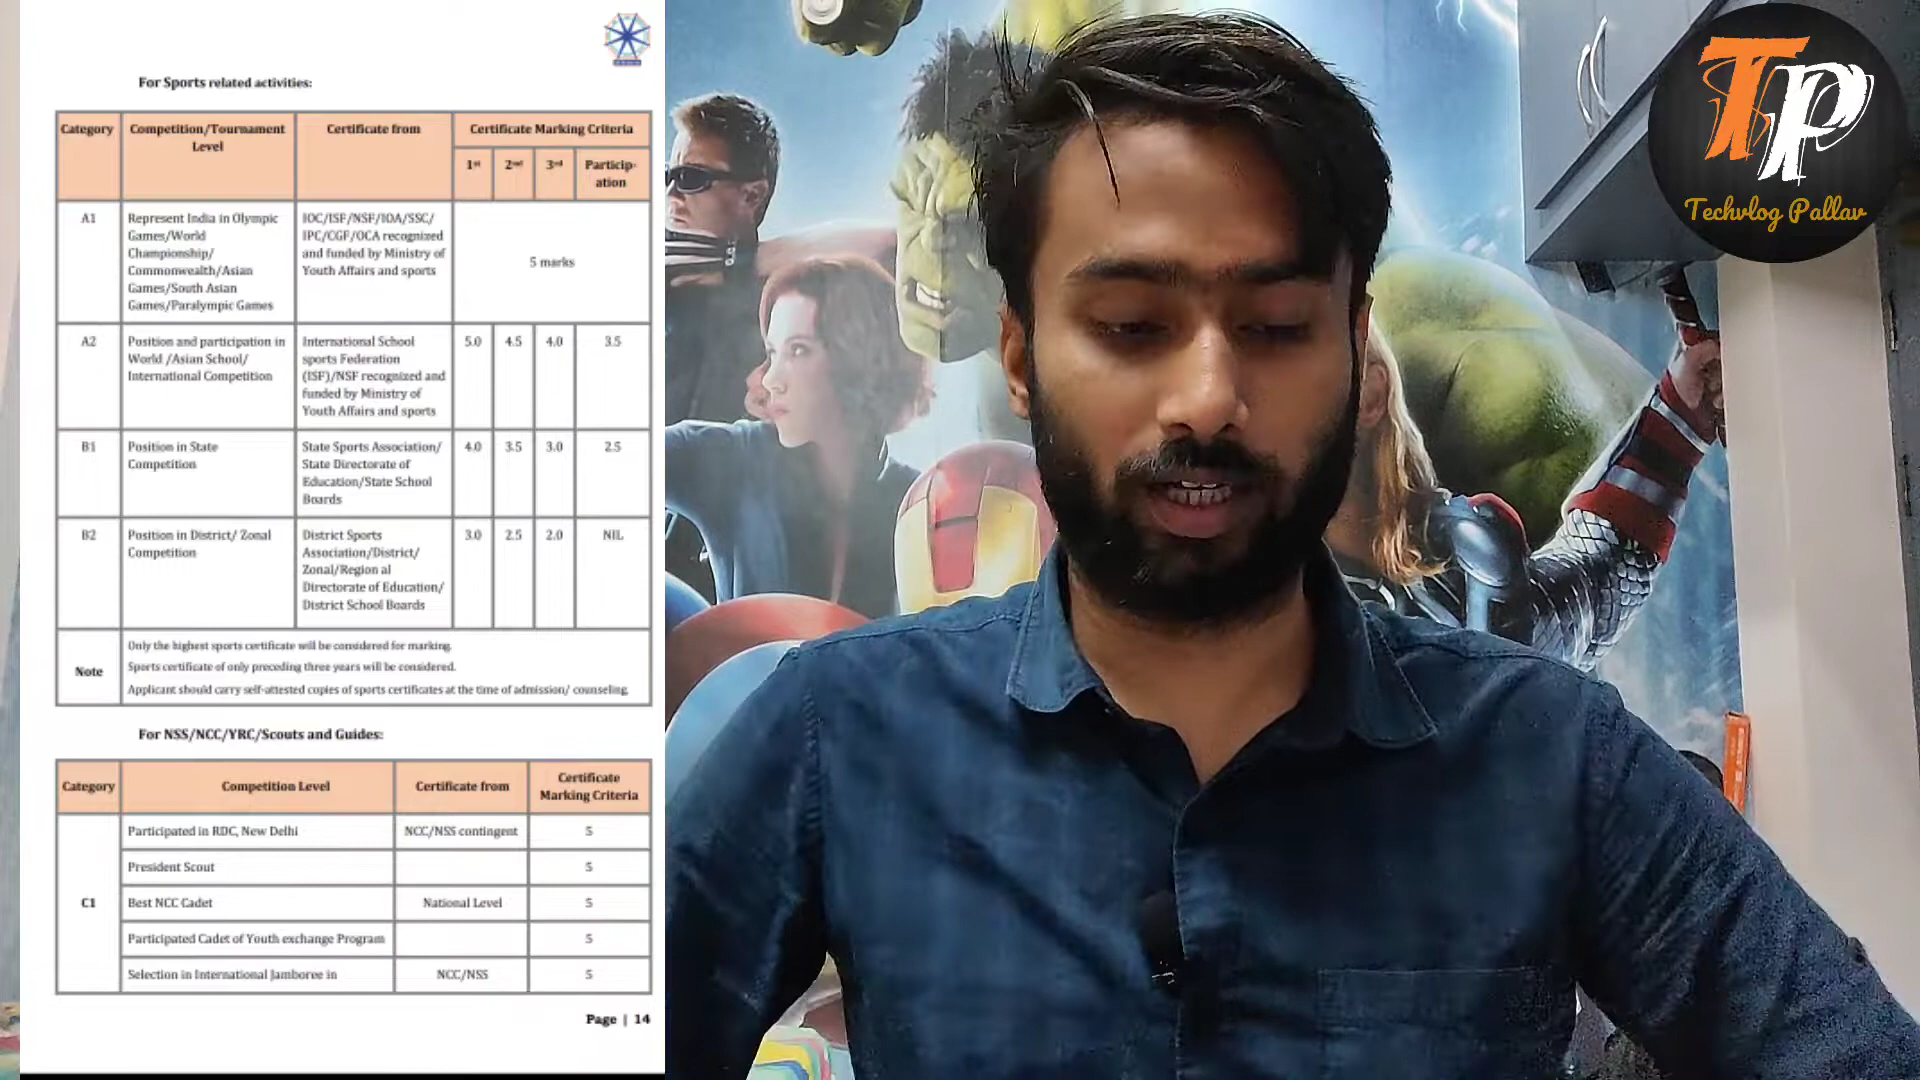 For Sports related activities:
Category
Competition/Tournament
Level
Certificate from
Certificate Marking Criteria
1st
2nd
3rd
Particip-
ation
A1
Represent India in Olympic
Games/World
Championship/
Commonwealth/Asian
Games/South Asian
Games/Paralympic Games
IOC/ISF/NSF/IOA/SSC/
IPC/CGF/OCA recognized
and funded by Ministry of
Youth Affairs and sports
5 marks
A2
Position and participation in
World /Asian School/
International Competition
International School
sports Federation
(ISF)/NSF recognized and
funded by Ministry of
Youth Affairs and sports
5.0
4.5
4.0
3.5
B1
Position in State
Competition
State Sports Association/
State Directorate of
Education/State School
Boards
4.0
3.5
3.0
2.5
B2
Position in District/ Zonal
Competition
District Sports
Association/District/
Zonal/Region al
Directorate of Education/
District School Boards
3.0
2.5
2.0
NIL
Note
Only the highest sports certificate will be considered for marking.
Sports certificate of only preceding three years will be considered.
Applicant should carry self-attested copies of sports certificates at the time of admission/ counseling.
For NSS/NCC/YRC/Scouts and Guides:
Category
Competition Level
Certificate from
Certificate
Marking Criteria
C1
Participated in RDC, New Delhi
NCC/NSS contingent
5
President Scout
5
Best NCC Cadet
National Level
5
Participated Cadet of Youth exchange Program
5
Selection in International Jamboree in
NCC/NSS
5
Page | 14
TP
Techvlog Pallav